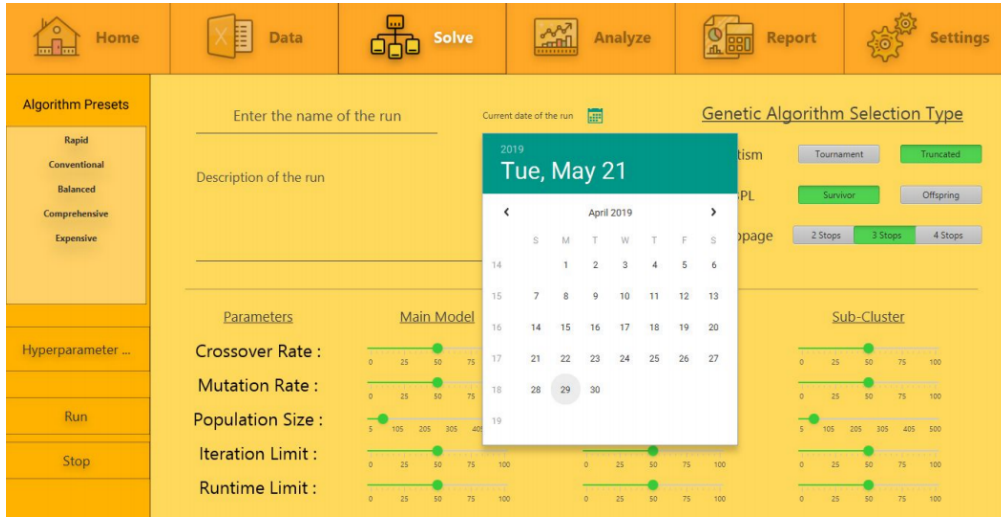 Home
Data
Solve
Analyze
Report
Settings
Algorithm Presets
Rapid
Conventional
Balanced
Comprehensive
Expensive
Hyperparameter ...
Run
Stop
Enter the name of the run
Current date of the run
Description of the run
Genetic Algorithm Selection Type
tism Tournament Truncated
PL Survivor Offspring
ppage 2 Stops 3 Stops 4 Stops
2019
Tue, May 21
April 2019
S M T W T F S
14 1 2 3 4 5 6
15 7 8 9 10 11 12 13
16 14 15 16 17 18 19 20
17 21 22 23 24 25 26 27
18 28 29 30
19
Parameters Main Model Sub-Cluster
Crossover Rate :
0 25 50 75 0 25 50 75 100
Mutation Rate :
0 25 50 75 0 25 50 75 100
Population Size :
5 105 205 305 405 5 105 205 305 405 500
Iteration Limit :
0 25 50 75 100 0 25 50 75 100 0 25 50 75 100
Runtime Limit :
0 25 50 75 100 0 25 50 75 100 0 25 50 75 100